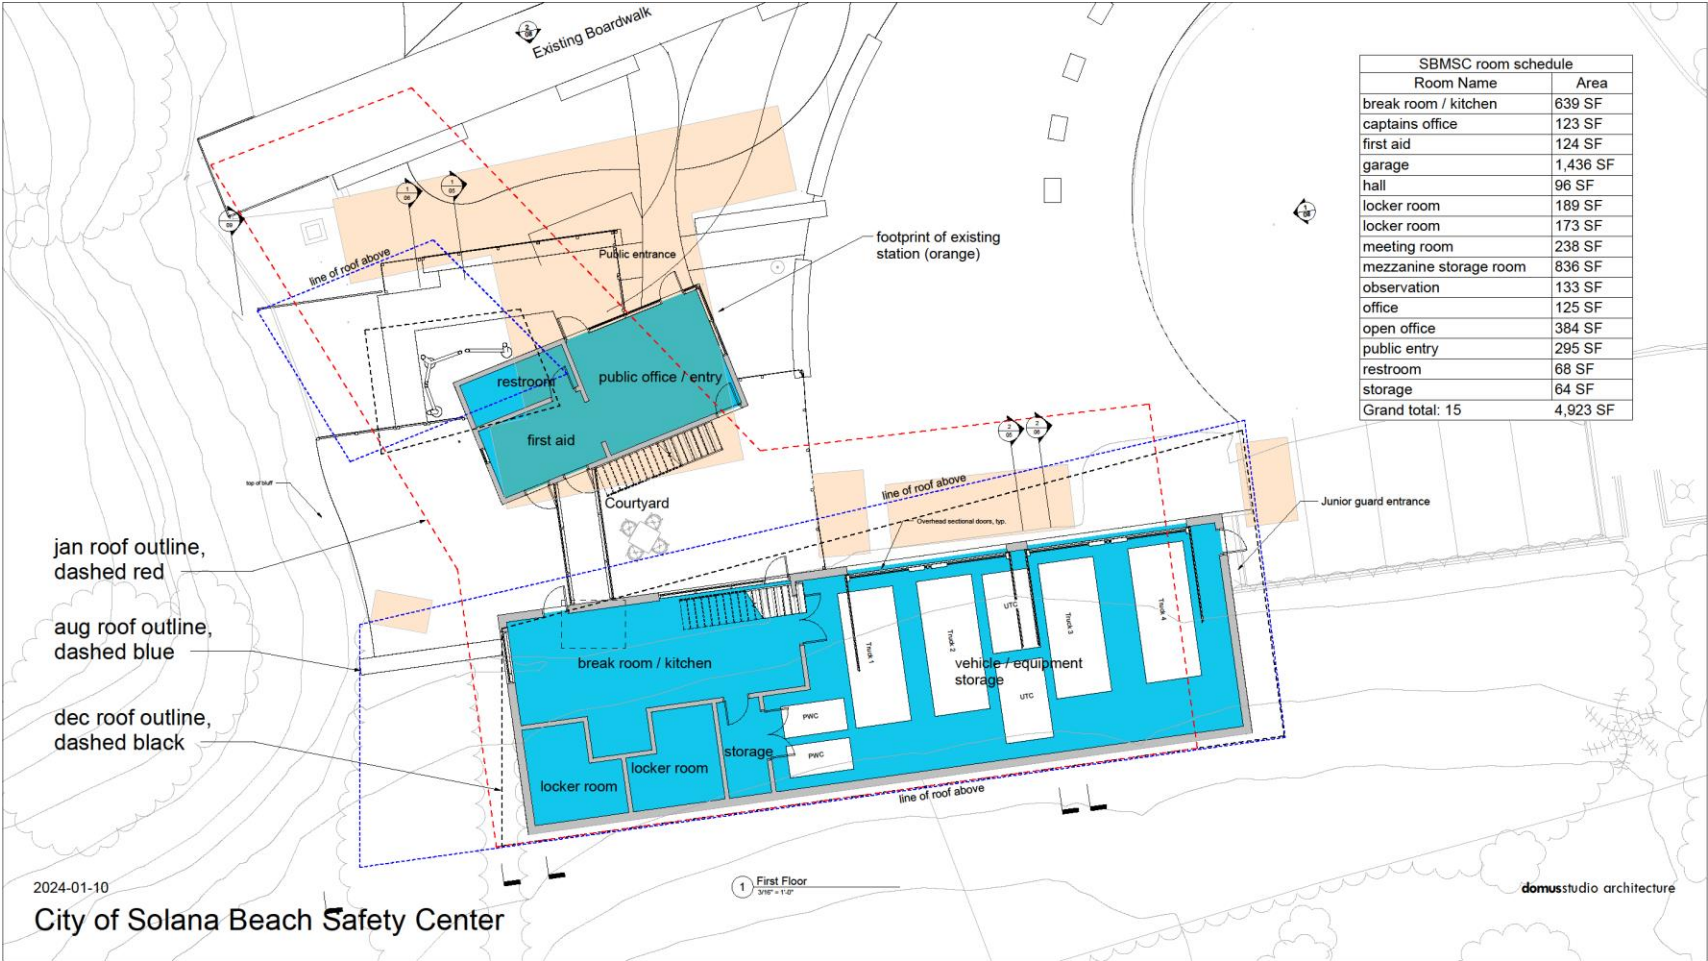 Existing Boardwalk
SBMSC room schedule
Room Name Area
break room / kitchen 639 SF
captains office 123 SF
first aid 124 SF
garage 1,436 SF
hall 96 SF
locker room 189 SF
locker room 173 SF
meeting room 238 SF
mezzanine storage room 836 SF
observation 133 SF
office 125 SF
open office 384 SF
public entry 295 SF
restroom 68 SF
storage 64 SF
Grand total: 15 4,923 SF
footprint of existing
station (orange)
line of roof above
Public entrance
restroom
public office / entry
first aid
top of bluff
Courtyard
line of roof above
Overhead sectional doors, typ.
Junior guard entrance
jan roof outline,
dashed red
aug roof outline,
dashed blue
dec roof outline,
dashed black
break room / kitchen
vehicle / equipment
storage
Truck 1
Truck 2
UTC
Truck 3
Truck 4
UTC
PWC
PWC
storage
locker room
locker room
line of roof above
1 First Floor
3/16" = 1'-0"
2024-01-10
City of Solana Beach Safety Center
domusstudio architecture